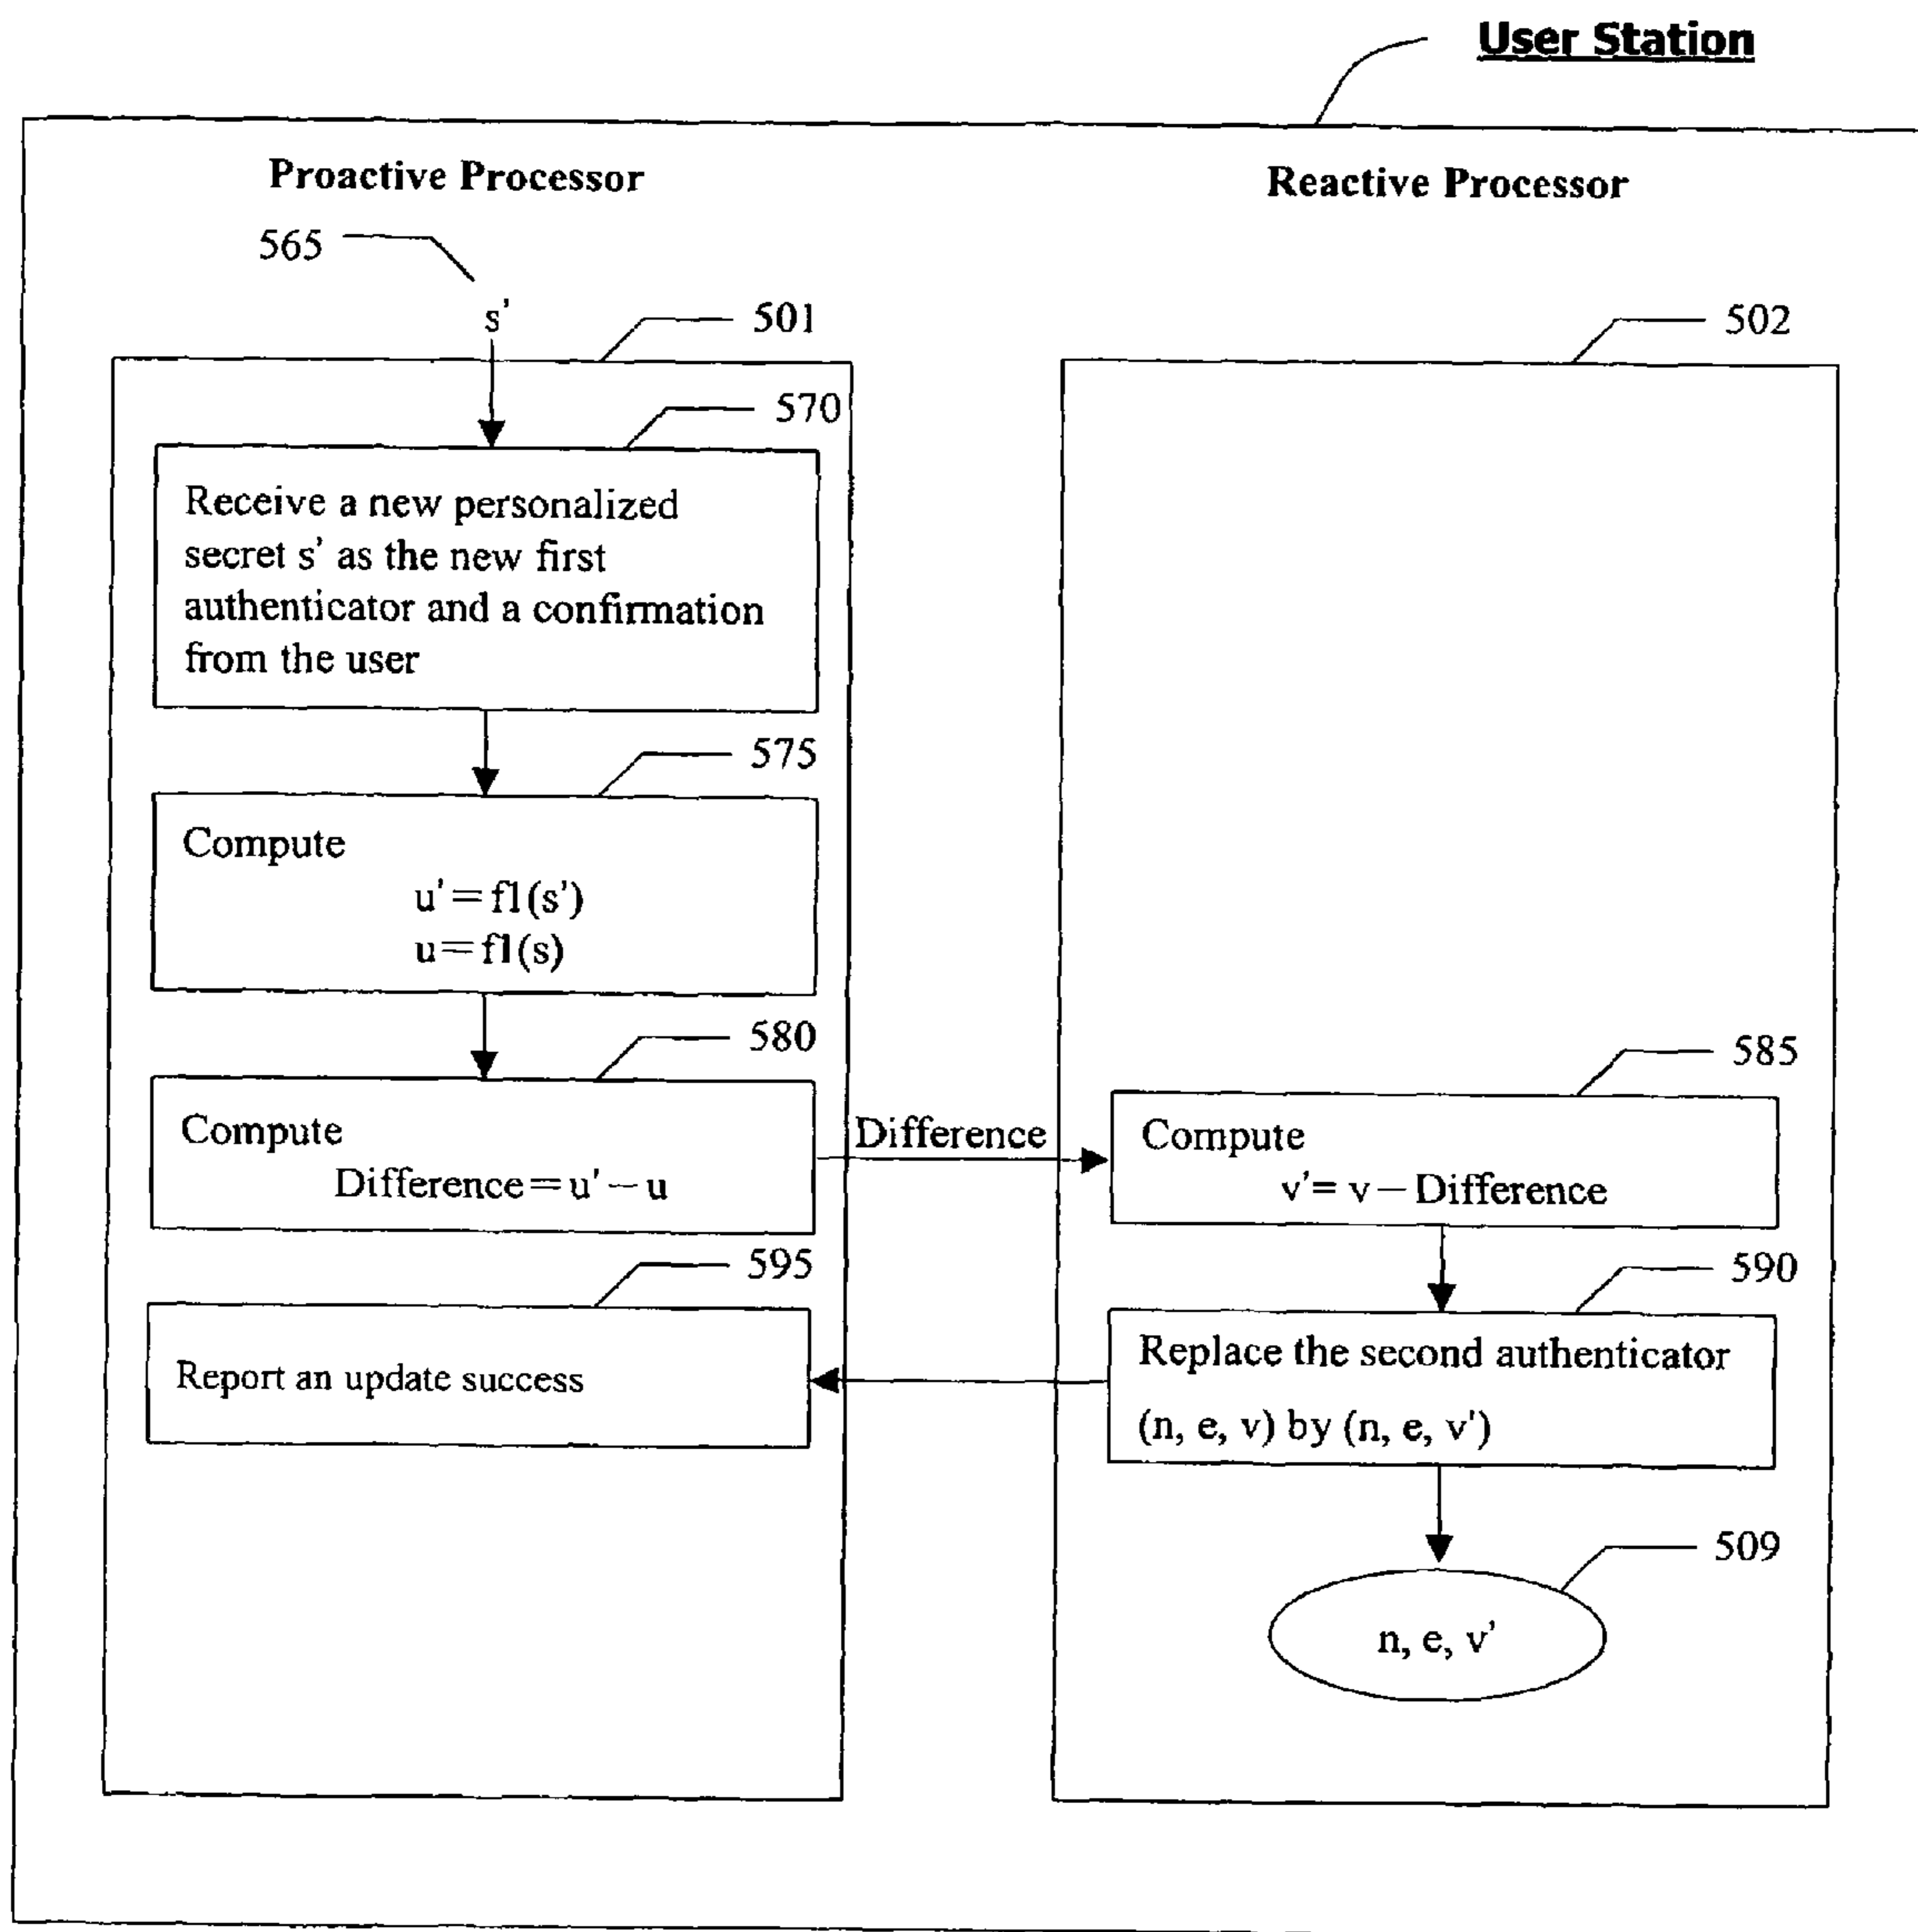 User Station
Proactive Processor
Reactive Processor
565
s'
501
502
570
Receive a new personalized
secret s' as the new first
authenticator and a confirmation
from the user
575
Compute
u' = f1(s')
u = f1(s)
580
Compute
Difference = u' − u
Difference
585
Compute
v' = v − Difference
595
Report an update success
590
Replace the second authenticator
(n, e, v) by (n, e, v')
509
n, e, v'